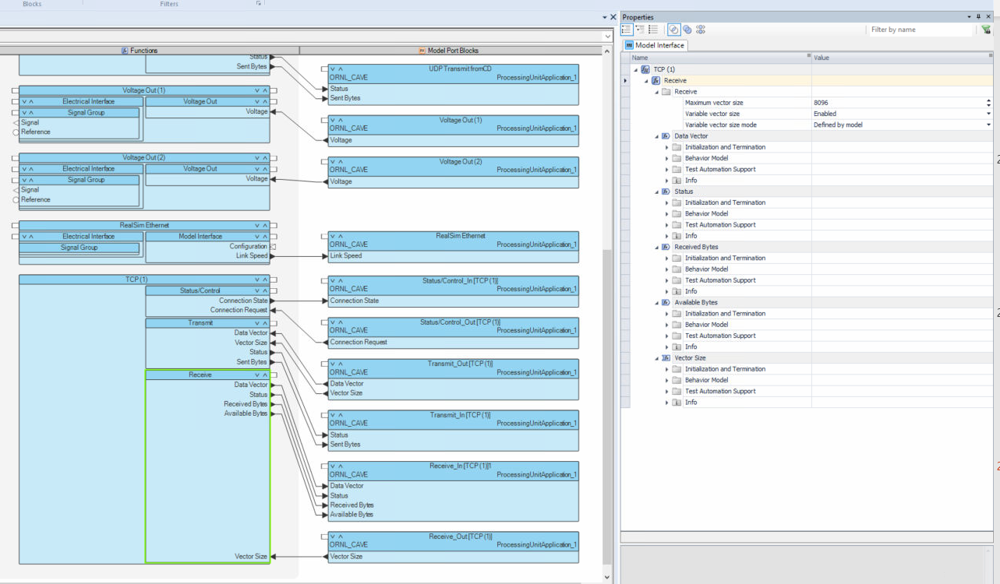 Blocks
Filters
Functions
Model Port Blocks
Status
Sent Bytes
UDP Transmit fromCD
ORNL_CAVE ProcessingUnitApplication_1
Status
Sent Bytes
Voltage Out (1)
Electrical Interface
Voltage Out
Signal Group
Voltage
Signal
Reference
Voltage Out (1)
ORNL_CAVE ProcessingUnitApplication_1
Voltage
Voltage Out (2)
Electrical Interface
Voltage Out
Signal Group
Voltage
Signal
Reference
Voltage Out (2)
ORNL_CAVE ProcessingUnitApplication_1
Voltage
RealSim Ethernet
Electrical Interface
Model Interface
Signal Group
Configuration
Link Speed
RealSim Ethernet
ORNL_CAVE ProcessingUnitApplication_1
Link Speed
TCP (1)
Status/Control
Connection State
Connection Request
Transmit
Data Vector
Vector Size
Status
Sent Bytes
Receive
Data Vector
Status
Received Bytes
Available Bytes
Vector Size
Status/Control_In [TCP (1)]
ORNL_CAVE ProcessingUnitApplication_1
Connection State
Status/Control_Out [TCP (1)]
ORNL_CAVE ProcessingUnitApplication_1
Connection Request
Transmit_Out [TCP (1)]
ORNL_CAVE ProcessingUnitApplication_1
Data Vector
Vector Size
Transmit_In [TCP (1)]
ORNL_CAVE ProcessingUnitApplication_1
Status
Sent Bytes
Receive_In [TCP (1)]1
ORNL_CAVE ProcessingUnitApplication_1
Data Vector
Status
Received Bytes
Available Bytes
Receive_Out [TCP (1)]
ORNL_CAVE ProcessingUnitApplication_1
Vector Size
Properties
Filter by name
Model Interface
Name Value
TCP (1)
Receive
Receive
Maximum vector size 8096
Variable vector size Enabled
Variable vector size mode Defined by model
Data Vector
Initialization and Termination
Behavior Model
Test Automation Support
Info
Status
Initialization and Termination
Behavior Model
Test Automation Support
Info
Received Bytes
Initialization and Termination
Behavior Model
Test Automation Support
Info
Available Bytes
Initialization and Termination
Behavior Model
Test Automation Support
Info
Vector Size
Initialization and Termination
Behavior Model
Test Automation Support
Info